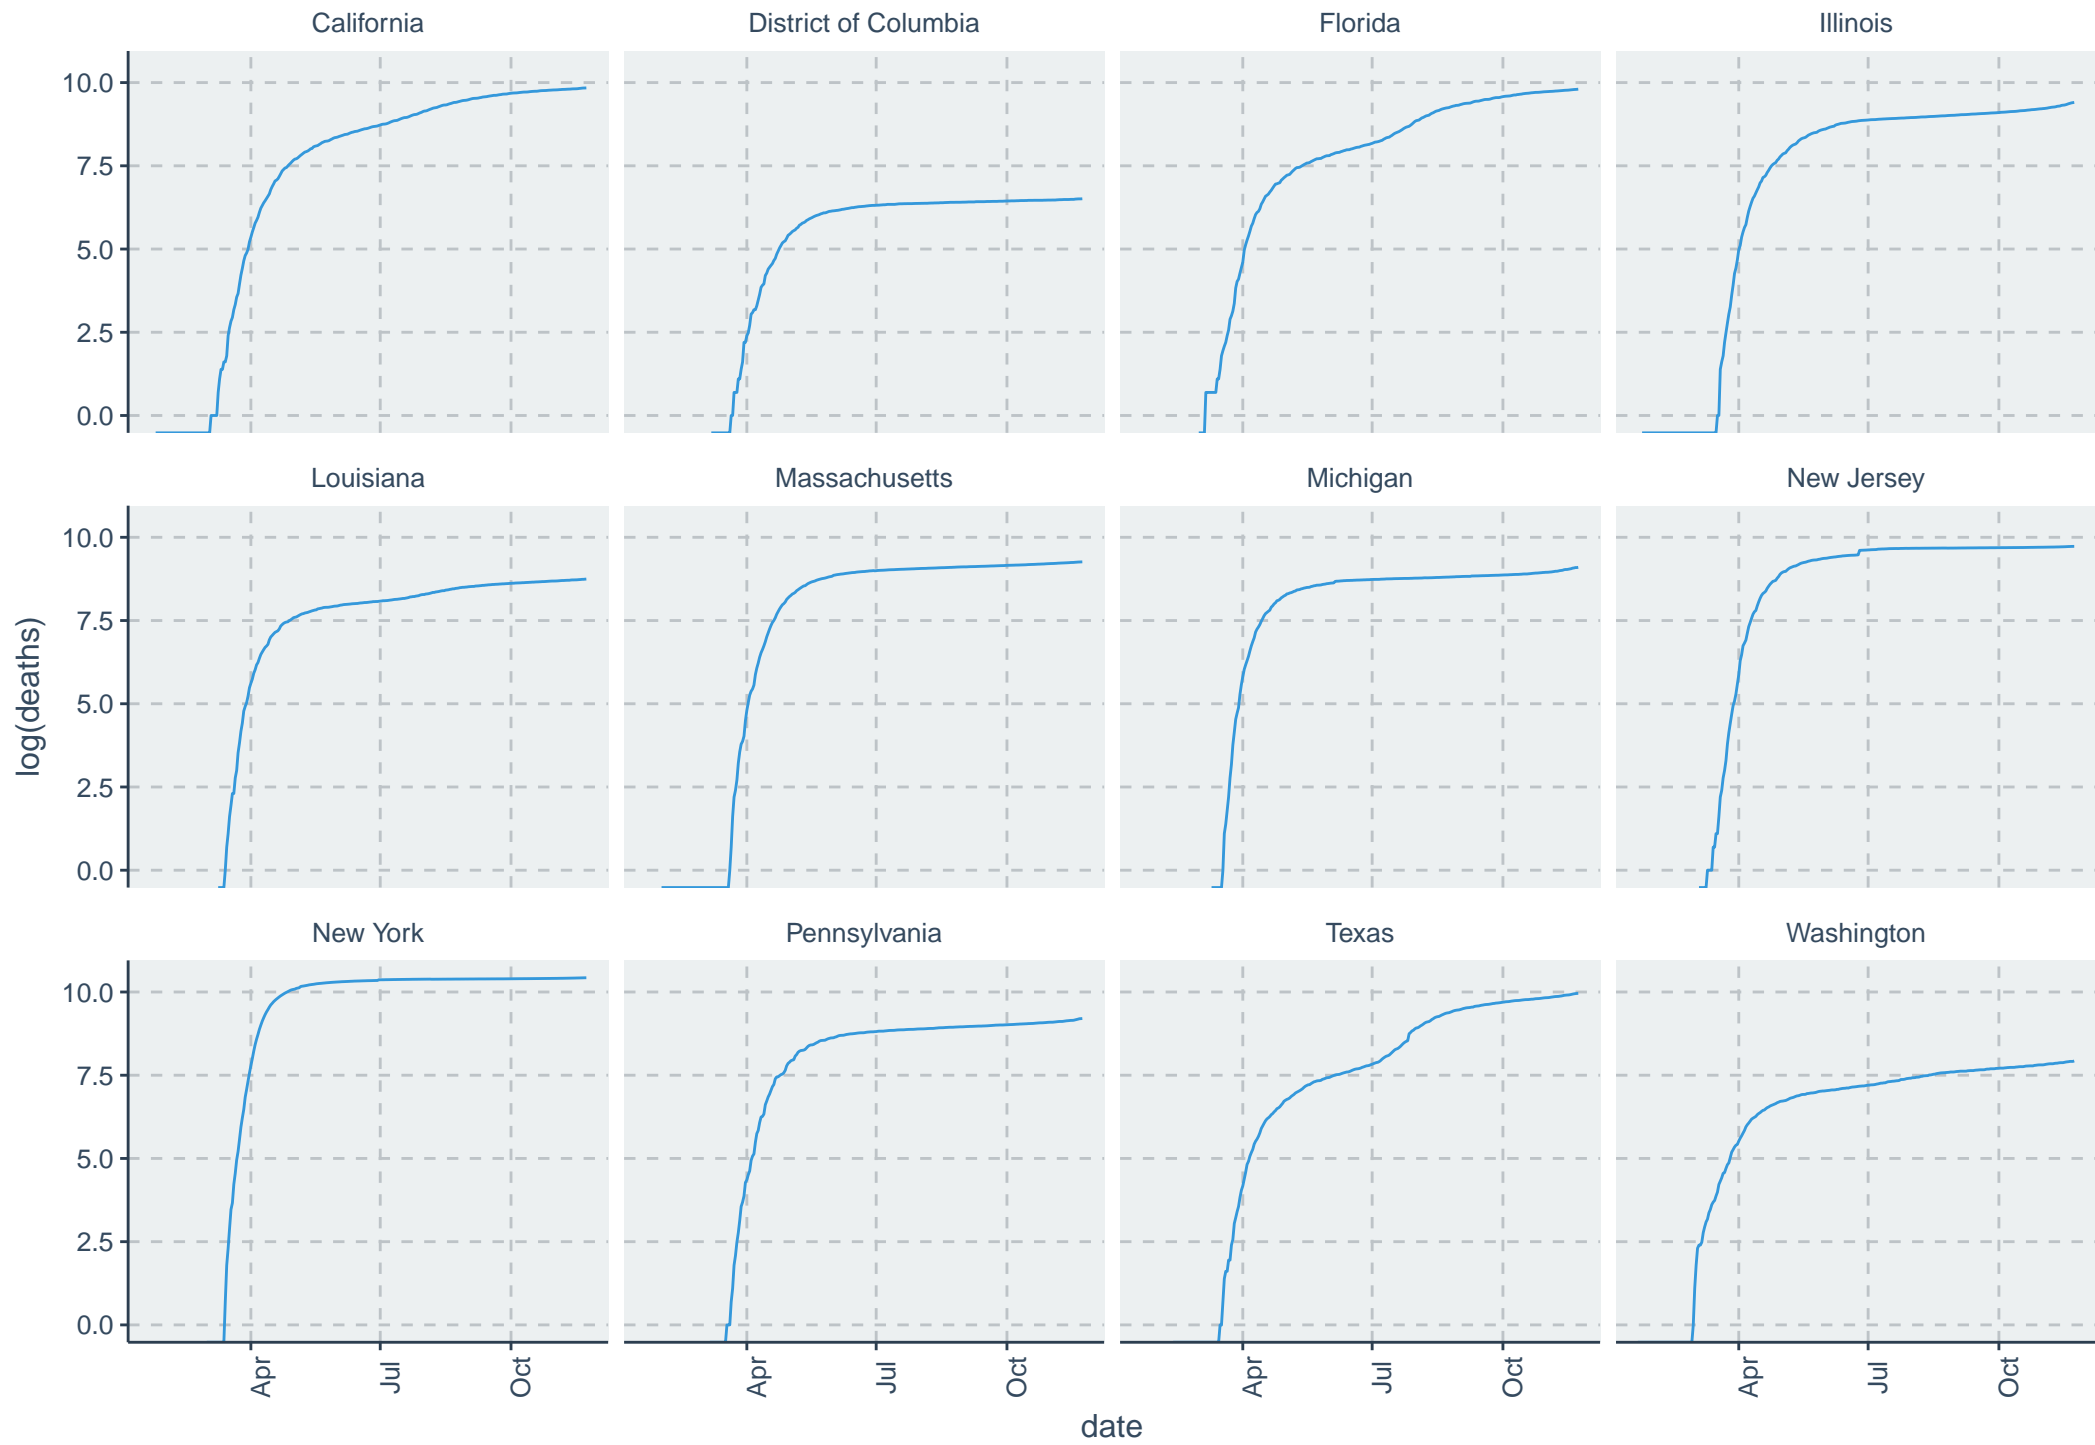 California
District of Columbia
Florida
Illinois
10.0
7.5
5.0
2.5
0.0
Louisiana
Massachusetts
Michigan
New Jersey
10.0
7.5
5.0
2.5
0.0
log(deaths)
New York
Pennsylvania
Texas
Washington
10.0
7.5
5.0
2.5
0.0
Apr
Jul
Oct
Apr
Jul
Oct
Apr
Jul
Oct
Apr
Jul
Oct
date